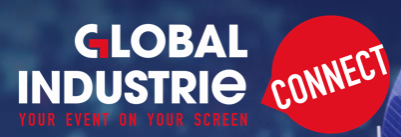 GLOBAL
INDUSTRIe
CONNECT
YOUR EVENT ON YOUR SCREEN